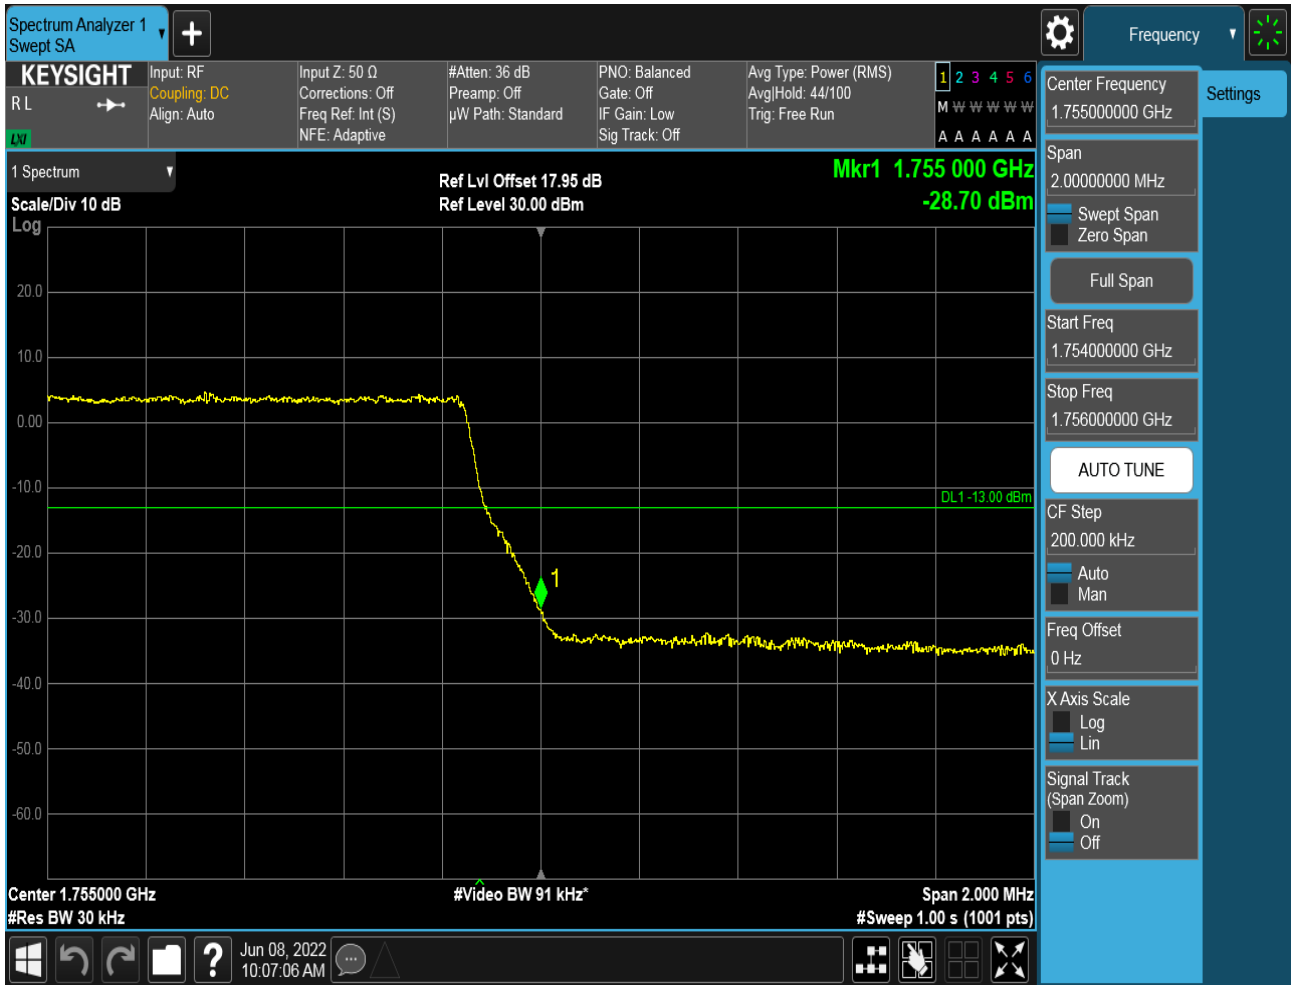 Spectrum Analyzer 1
Swept SA
Frequency
KEYSIGHT
R L
LXI
Input: RF
Coupling: DC
Align: Auto
Input Z: 50 Ω
Corrections: Off
Freq Ref: Int (S)
NFE: Adaptive
#Atten: 36 dB
Preamp: Off
µW Path: Standard
PNO: Balanced
Gate: Off
IF Gain: Low
Sig Track: Off
Avg Type: Power (RMS)
Avg|Hold: 44/100
Trig: Free Run
1 2 3 4 5 6
M W W W W W
A A A A A A
1 Spectrum
Scale/Div 10 dB
Log
Ref Lvl Offset 17.95 dB
Ref Level 30.00 dBm
Mkr1 1.755 000 GHz
-28.70 dBm
20.0
10.0
0.00
-10.0
-20.0
-30.0
-40.0
-50.0
-60.0
DL1 -13.00 dBm
1
Center 1.755000 GHz
#Res BW 30 kHz
#Video BW 91 kHz*
Span 2.000 MHz
#Sweep 1.00 s (1001 pts)
Jun 08, 2022
10:07:06 AM
?
Center Frequency
1.755000000 GHz
Settings
Span
2.00000000 MHz
Swept Span
Zero Span
Full Span
Start Freq
1.754000000 GHz
Stop Freq
1.756000000 GHz
AUTO TUNE
CF Step
200.000 kHz
Auto
Man
Freq Offset
0 Hz
X Axis Scale
Log
Lin
Signal Track
(Span Zoom)
On
Off